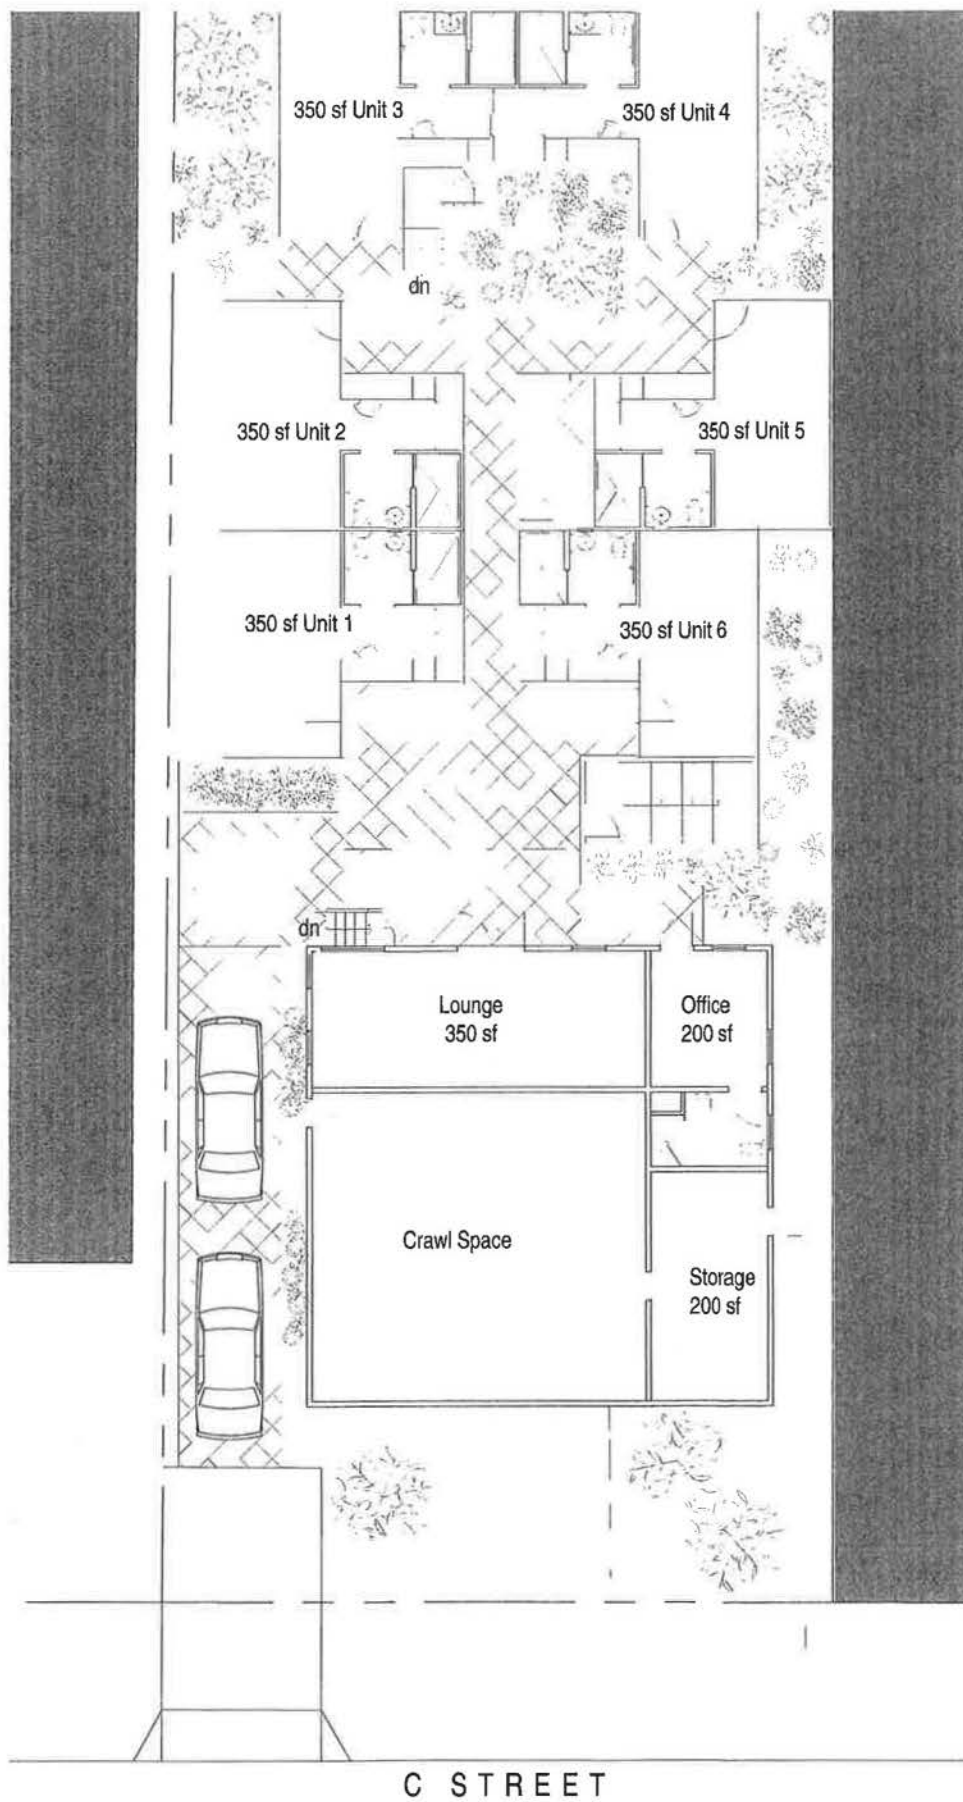 350 sf Unit 3
350 sf Unit 4
dn
350 sf Unit 2
350 sf Unit 5
350 sf Unit 1
350 sf Unit 6
dn
Lounge
350 sf
Office
200 sf
Crawl Space
Storage
200 sf
C STREET